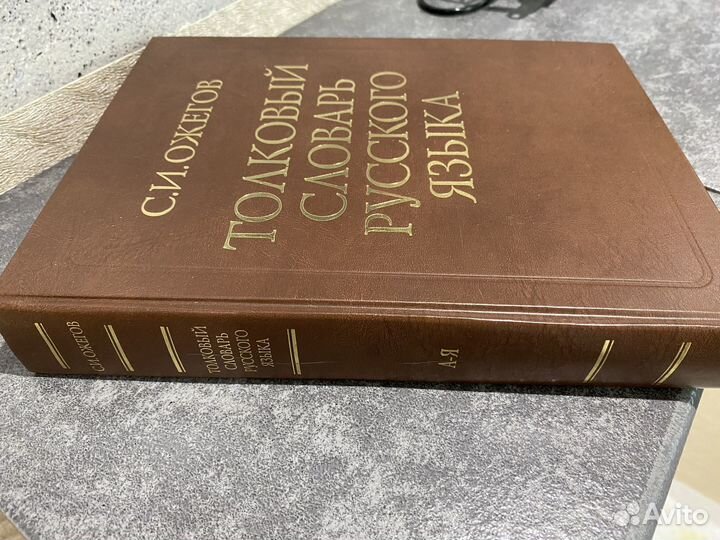 С.И. ОЖЕГОВ
ТОЛКОВЫЙ
СЛОВАРЬ
РУССКОГО
ЯЗЫКА
С.И. ОЖЕГОВ
ТОЛКОВЫЙ
СЛОВАРЬ
РУССКОГО
ЯЗЫКА
А-Я
Avito